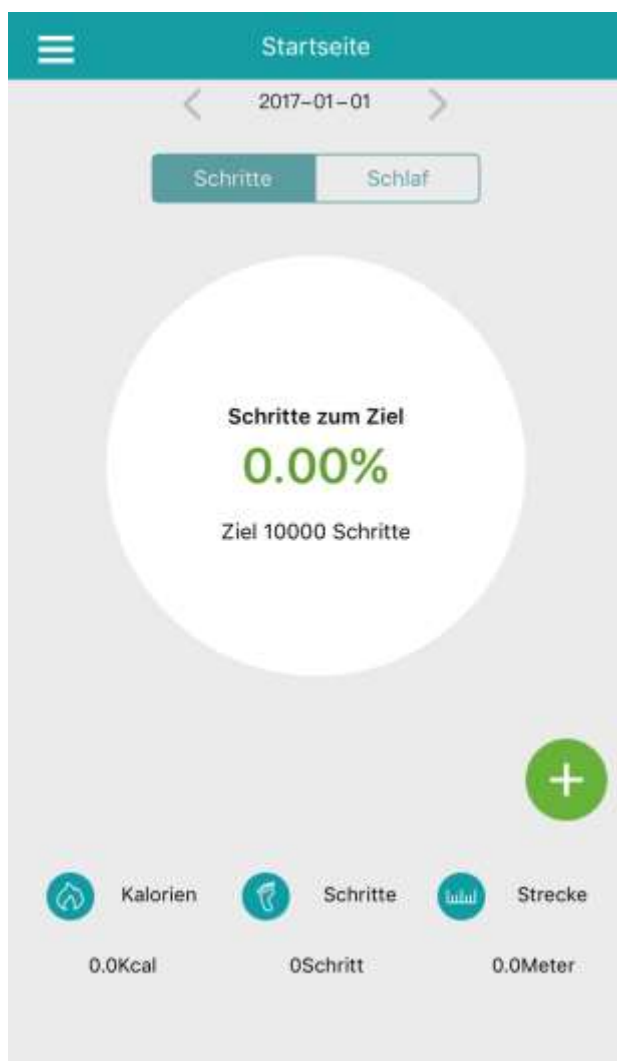 Startseite
2017-01-01
Schritte Schlaf
Schritte zum Ziel
0.00%
Ziel 10000 Schritte
Kalorien Schritte Strecke
0.0Kcal 0Schritt 0.0Meter